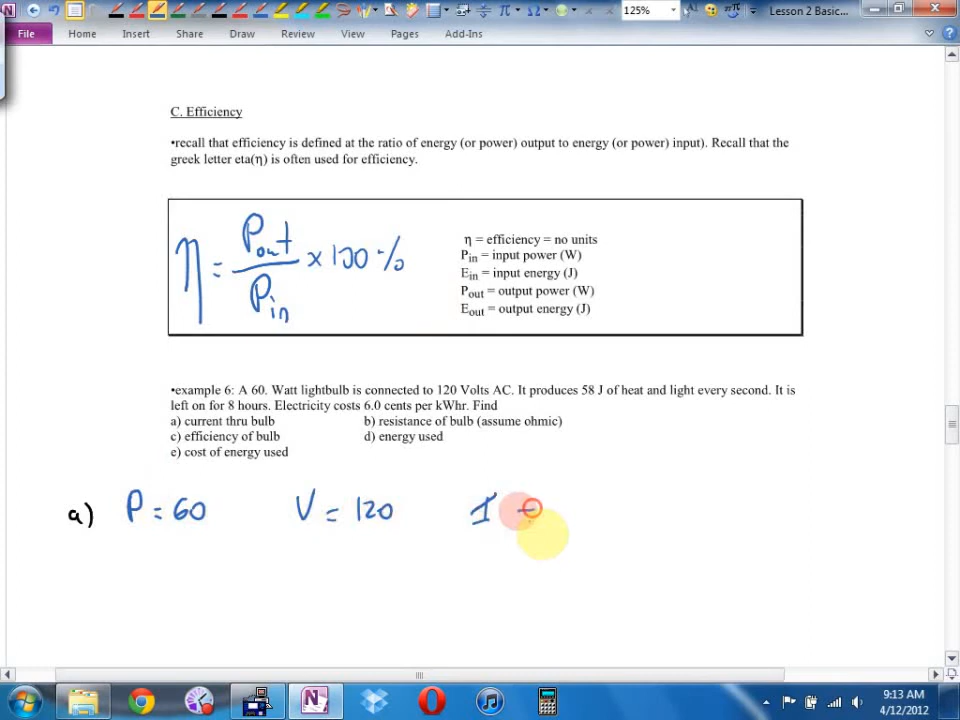 125% Lesson 2 Basic...
File Home Insert Share Draw Review View Pages Add-Ins
C. Efficiency
•recall that efficiency is defined at the ratio of energy (or power) output to energy (or power) input). Recall that the
greek letter eta(η) is often used for efficiency.
η = Pout / Pin × 100 %
η = efficiency = no units
Pin = input power (W)
Ein = input energy (J)
Pout = output power (W)
Eout = output energy (J)
•example 6: A 60. Watt lightbulb is connected to 120 Volts AC. It produces 58 J of heat and light every second. It is
left on for 8 hours. Electricity costs 6.0 cents per kWhr. Find
a) current thru bulb b) resistance of bulb (assume ohmic)
c) efficiency of bulb d) energy used
e) cost of energy used
a) P = 60 V = 120 I =
9:13 AM
4/12/2012